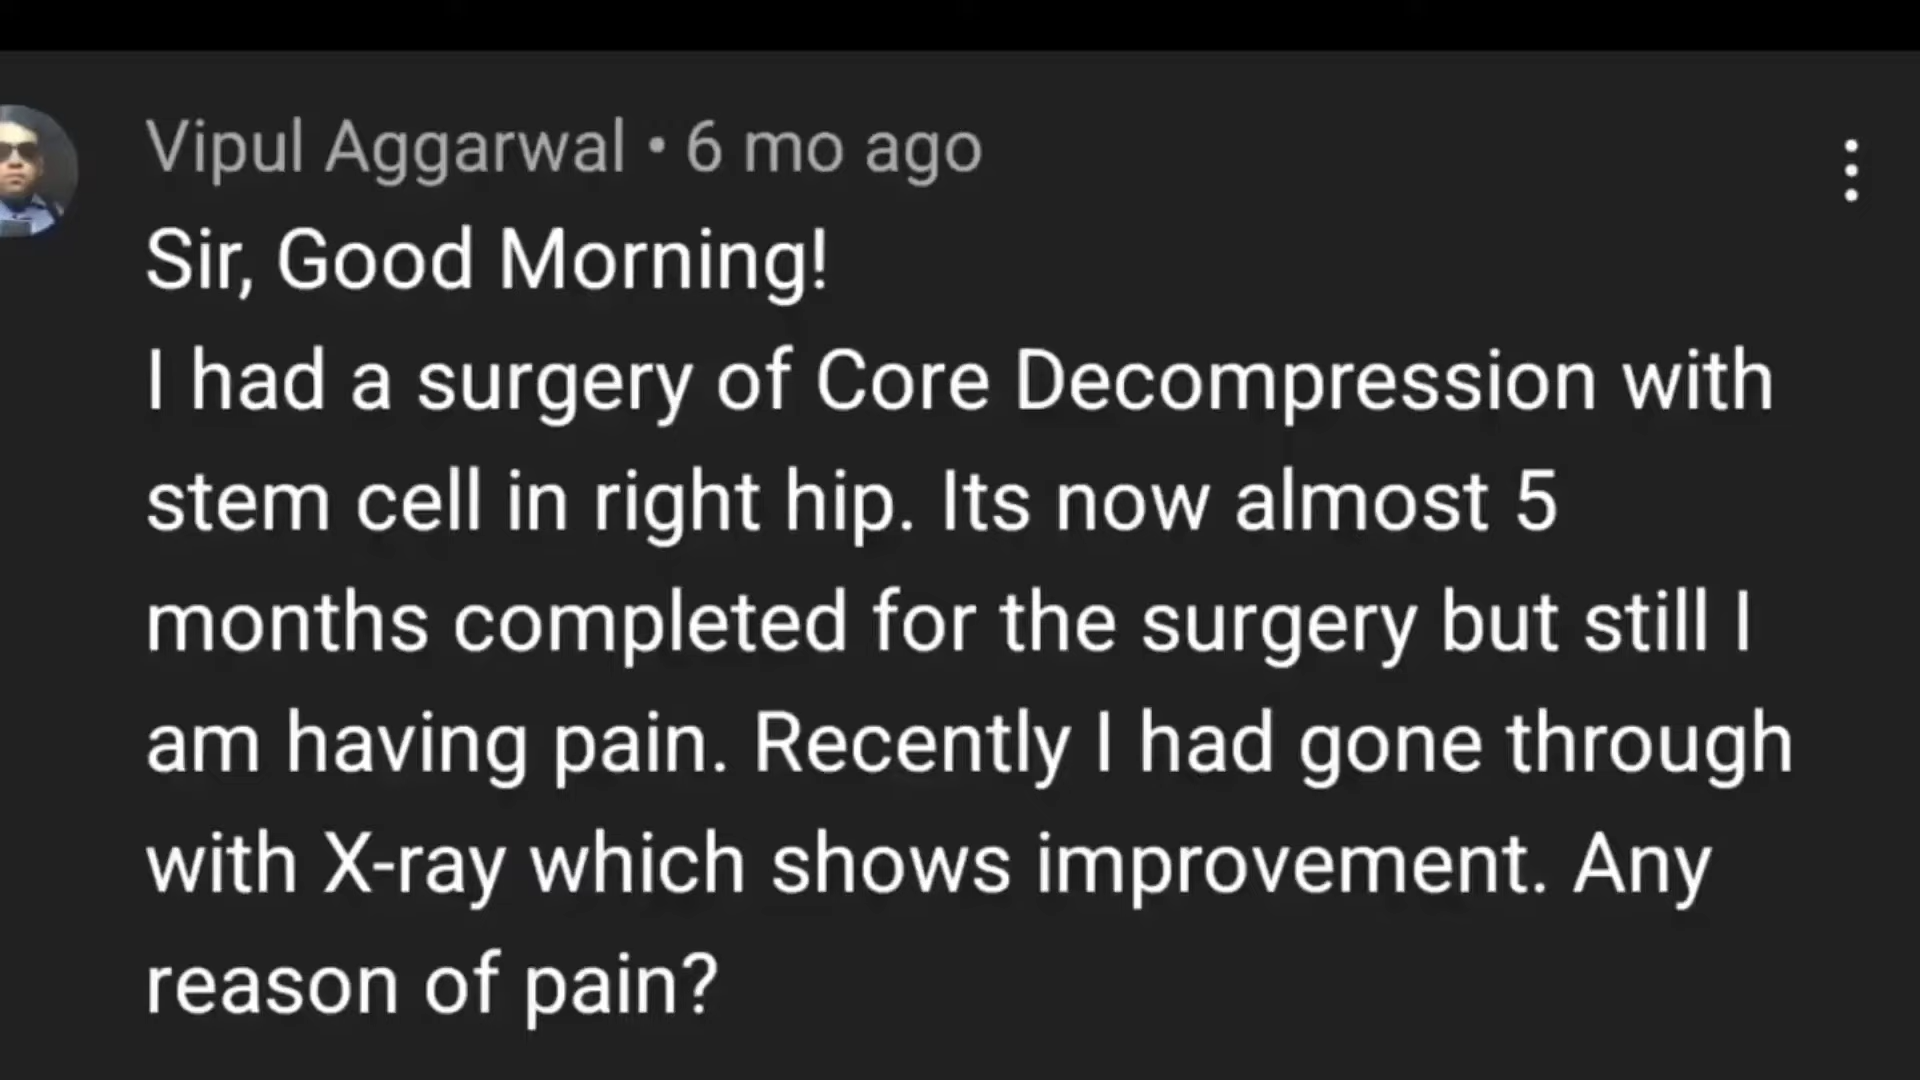 Vipul Aggarwal • 6 mo ago
Sir, Good Morning!
I had a surgery of Core Decompression with
stem cell in right hip. Its now almost 5
months completed for the surgery but still I
am having pain. Recently I had gone through
with X-ray which shows improvement. Any
reason of pain?